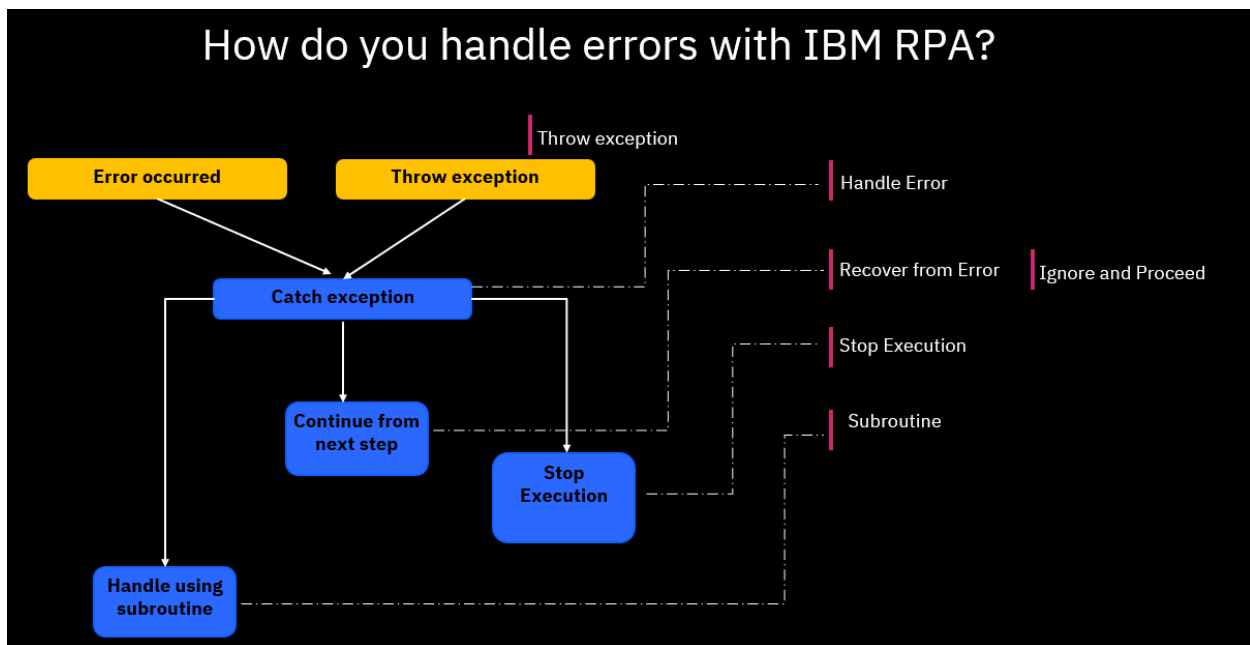 How do you handle errors with IBM RPA?
Throw exception
Error occurred
Throw exception
Handle Error
Recover from Error
Ignore and Proceed
Catch exception
Stop Execution
Continue from
next step
Subroutine
Stop
Execution
Handle using
subroutine